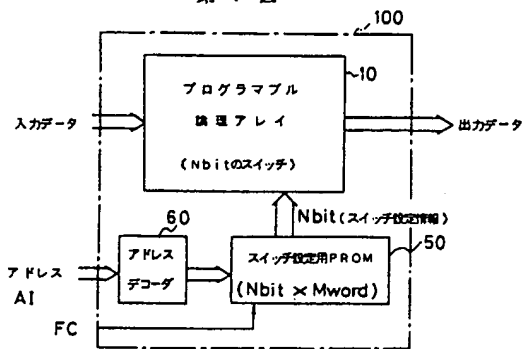 100
10
プログラマブル
論理アレイ
(Nbitのスイッチ)
入力データ
出力データ
Nbit(スイッチ設定情報)
60
50
アドレス
デコーダ
スイッチ設定用PROM
(Nbit × Mword)
アドレス
AI
FC